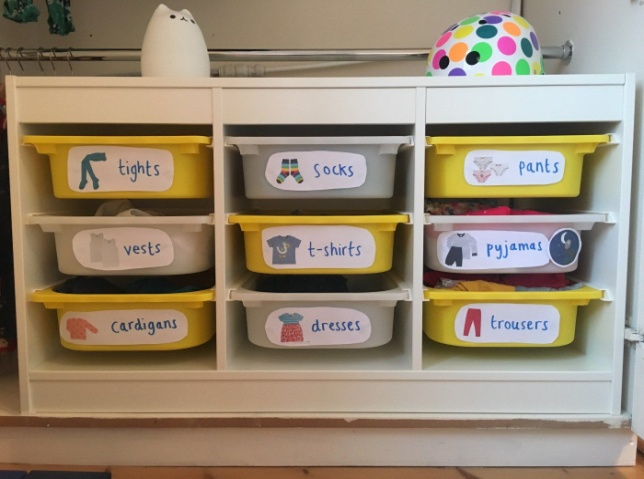 tights
socks
pants
vests
t-shirts
pyjamas
cardigans
dresses
trousers